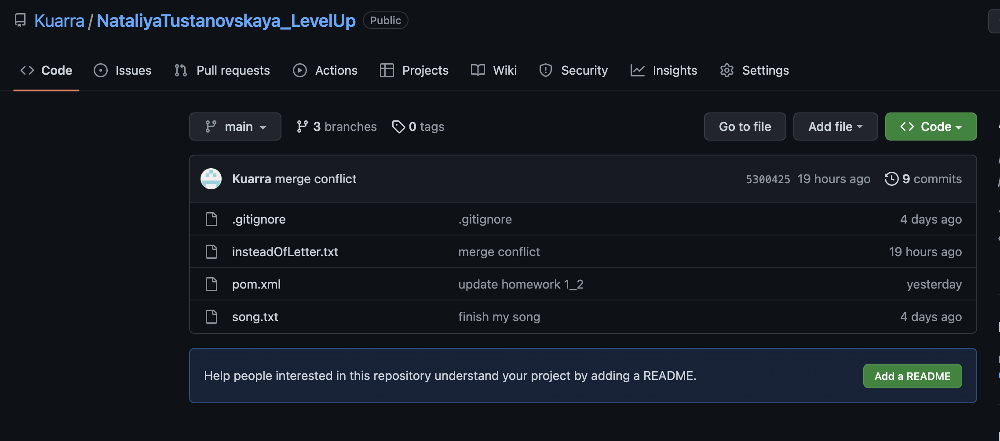 Kuarra / NataliyaTustanovskaya_LevelUp Public
Code Issues Pull requests Actions Projects Wiki Security Insights Settings
main 3 branches 0 tags Go to file Add file Code
Kuarra merge conflict 5300425 19 hours ago 9 commits
.gitignore .gitignore 4 days ago
insteadOfLetter.txt merge conflict 19 hours ago
pom.xml update homework 1_2 yesterday
song.txt finish my song 4 days ago
Help people interested in this repository understand your project by adding a README. Add a README